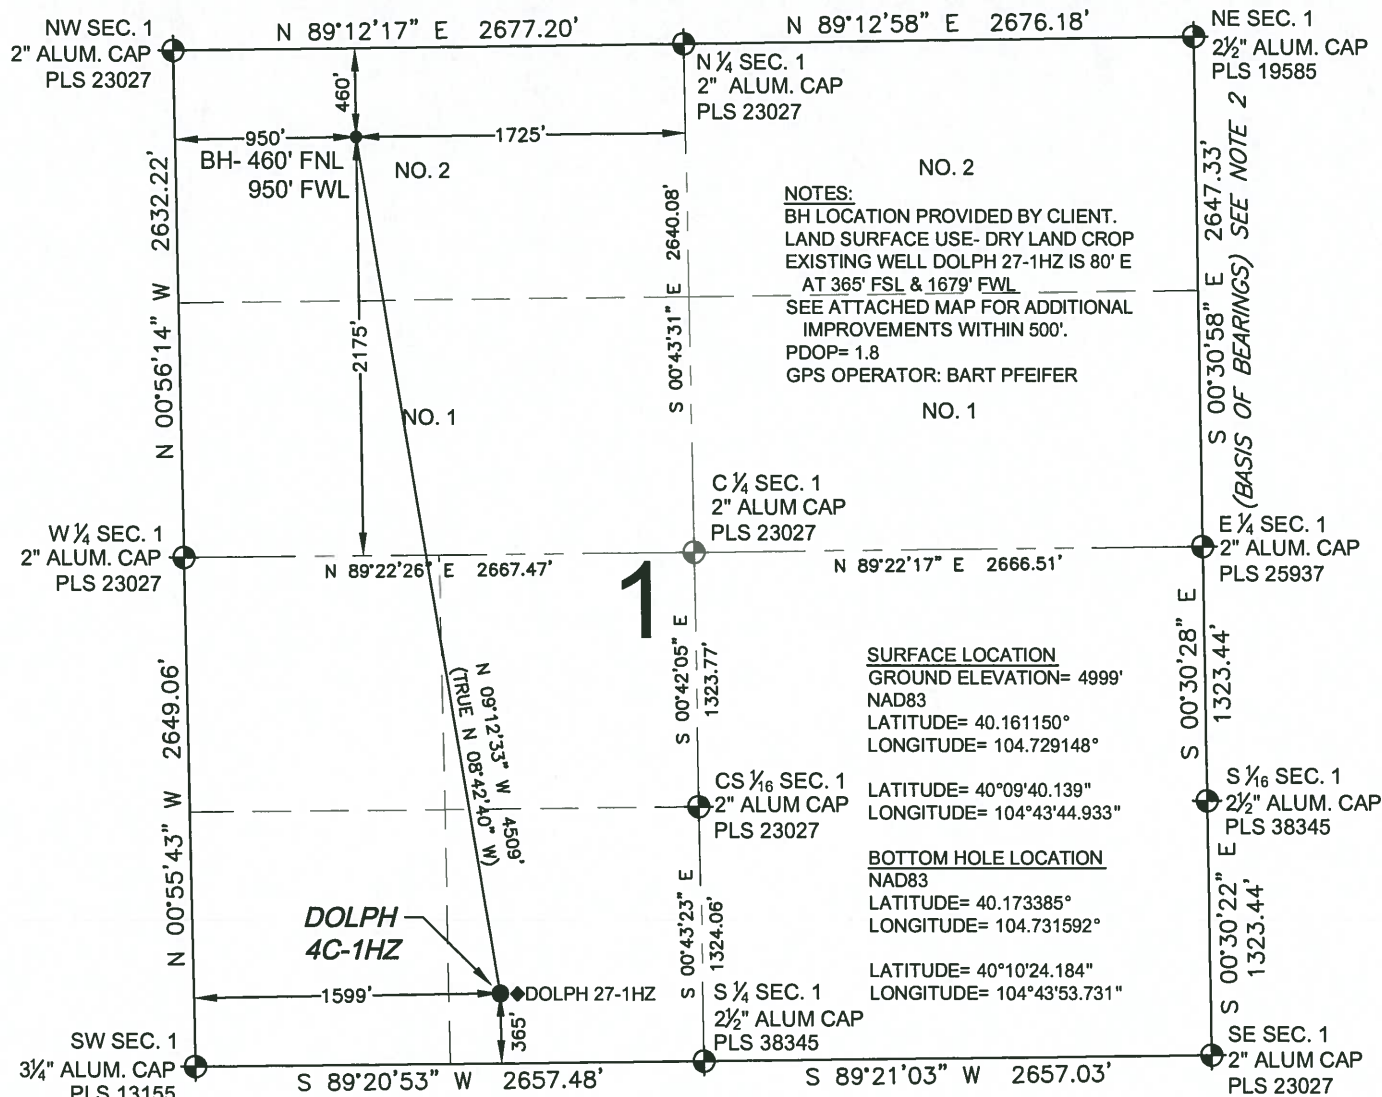 NW SEC. 1
2" ALUM. CAP
PLS 23027
N 89°12'17" E 2677.20'
N 89°12'58" E 2676.18'
NE SEC. 1
2½" ALUM. CAP
PLS 19585
N ¼ SEC. 1
2" ALUM. CAP
PLS 23027
460'
950'
1725'
BH- 460' FNL
950' FWL
NO. 2
NO. 2
NOTES:
BH LOCATION PROVIDED BY CLIENT.
LAND SURFACE USE- DRY LAND CROP
EXISTING WELL DOLPH 27-1HZ IS 80' E
AT 365' FSL & 1679' FWL
SEE ATTACHED MAP FOR ADDITIONAL
IMPROVEMENTS WITHIN 500'.
PDOP= 1.8
GPS OPERATOR: BART PFEIFER
NO. 1
NO. 1
N 00°56'14" W 2632.22'
2175'
S 00°43'31" E 2640.08'
S 00°30'58" E 2647.33'
(BASIS OF BEARINGS) SEE NOTE 2
C ¼ SEC. 1
2" ALUM CAP
PLS 23027
W ¼ SEC. 1
2" ALUM. CAP
PLS 23027
E ¼ SEC. 1
2" ALUM. CAP
PLS 25937
N 89°22'26" E 2667.47'
N 89°22'17" E 2666.51'
1
N 00°55'43" W 2649.06'
N 09°12'33" W 4509'
(TRUE N 08°42'40" W)
S 00°42'05" E
1323.77'
S 00°30'28" E
1323.44'
SURFACE LOCATION
GROUND ELEVATION= 4999'
NAD83
LATITUDE= 40.161150°
LONGITUDE= 104.729148°
LATITUDE= 40°09'40.139"
LONGITUDE= 104°43'44.933"
CS 1⁄16 SEC. 1
2" ALUM CAP
PLS 23027
S 1⁄16 SEC. 1
2½" ALUM. CAP
PLS 38345
BOTTOM HOLE LOCATION
NAD83
LATITUDE= 40.173385°
LONGITUDE= 104.731592°
LATITUDE= 40°10'24.184"
LONGITUDE= 104°43'53.731"
DOLPH
4C-1HZ
DOLPH 27-1HZ
1599'
365'
S 00°43'23" E
1324.06'
S 00°30'22" E
1323.44'
S ¼ SEC. 1
2½" ALUM CAP
PLS 38345
SW SEC. 1
3¼" ALUM. CAP
PLS 13155
S 89°20'53" W 2657.48'
S 89°21'03" W 2657.03'
SE SEC. 1
2" ALUM CAP
PLS 23027